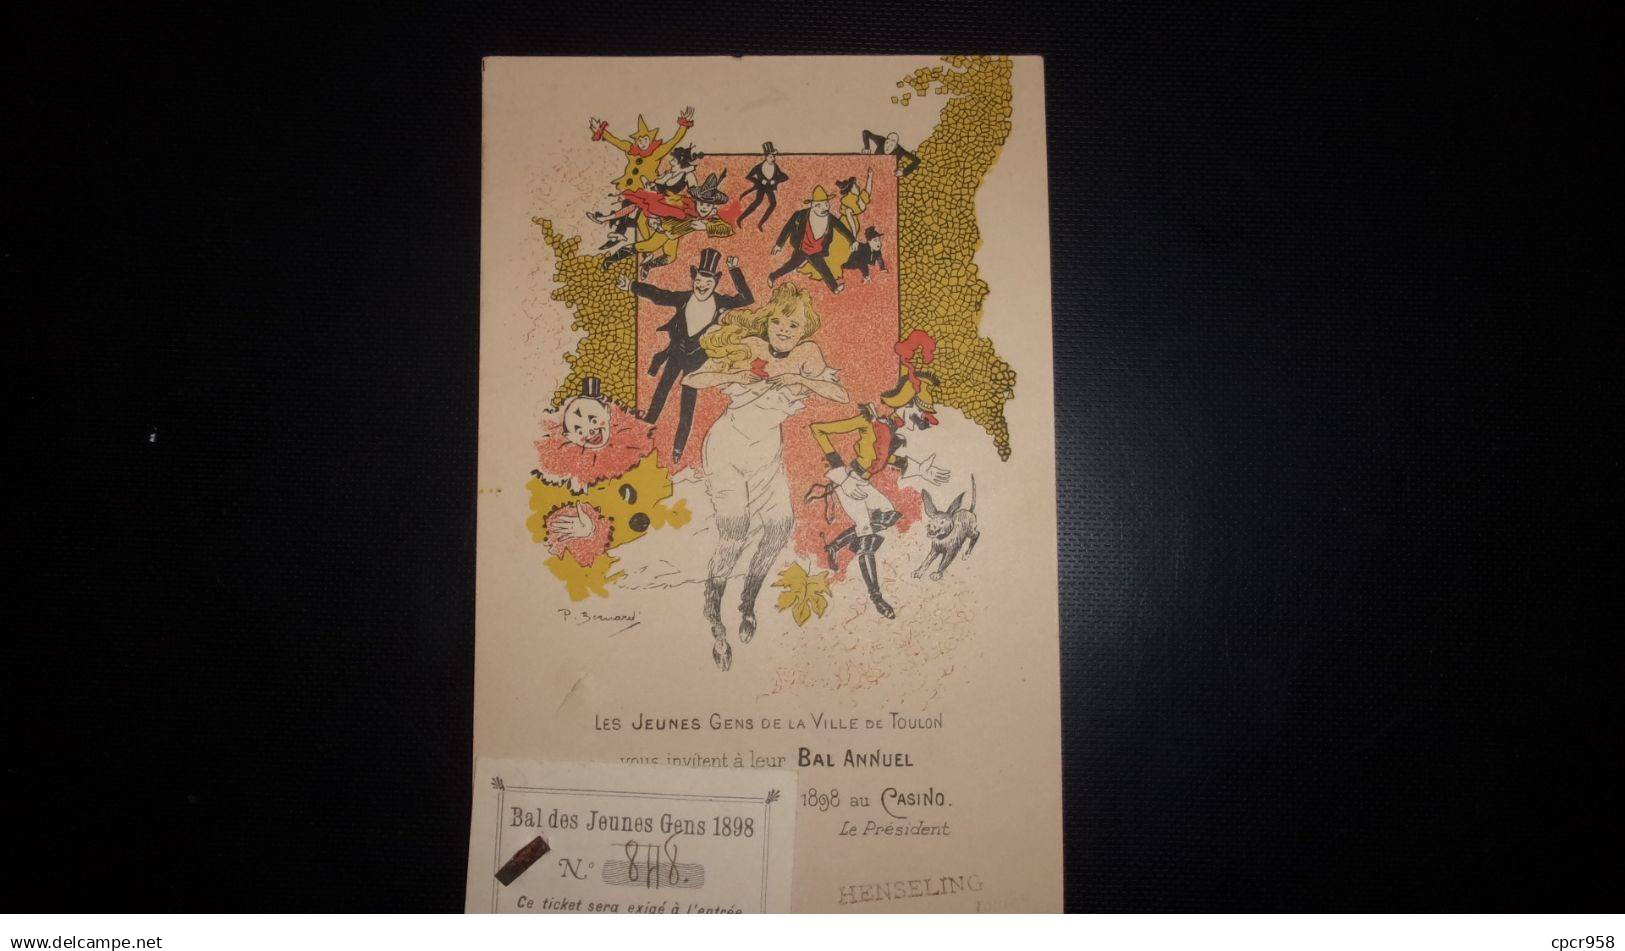 P. Bernard
LES JEUNES GENS DE LA VILLE DE TOULON
vous invitent à leur BAL ANNUEL
1898 au CASINO.
Le Président
HENSELING
Bal des Jeunes Gens 1898
N.° 848.
Ce ticket sera exigé à l'entrée
www.delcampe.net
cpcr958